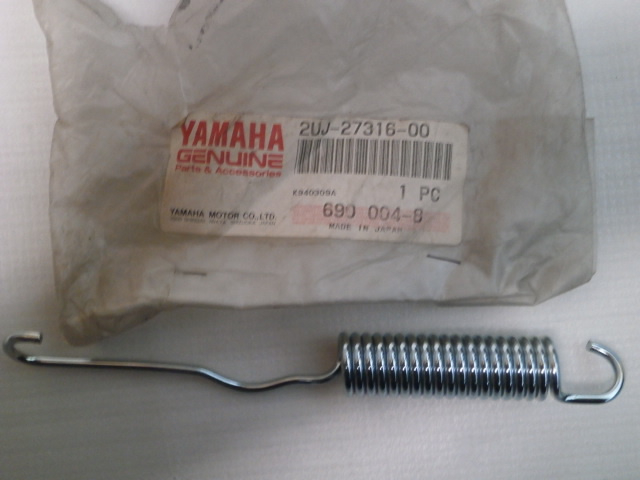 YAMAHA
GENUINE
Parts & Accessories
2UJ-27316-00
1 PC
690 004-8
YAMAHA MOTOR CO.,LTD.
MADE IN JAPAN